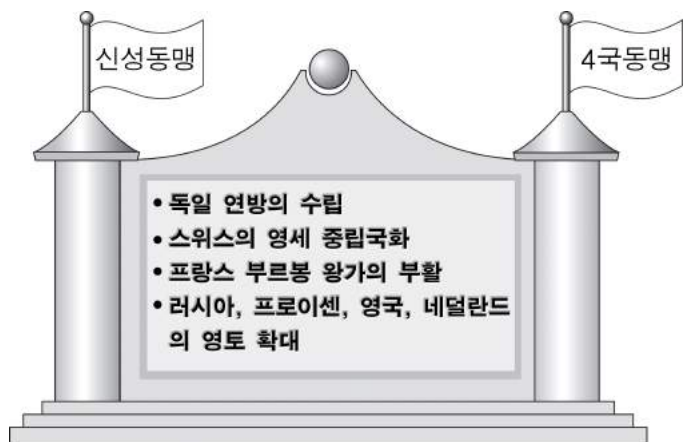 신성동맹
4국동맹
• 독일 연방의 수립
• 스위스의 영세 중립국화
• 프랑스 부르봉 왕가의 부활
• 러시아, 프로이센, 영국, 네덜란드
의 영토 확대